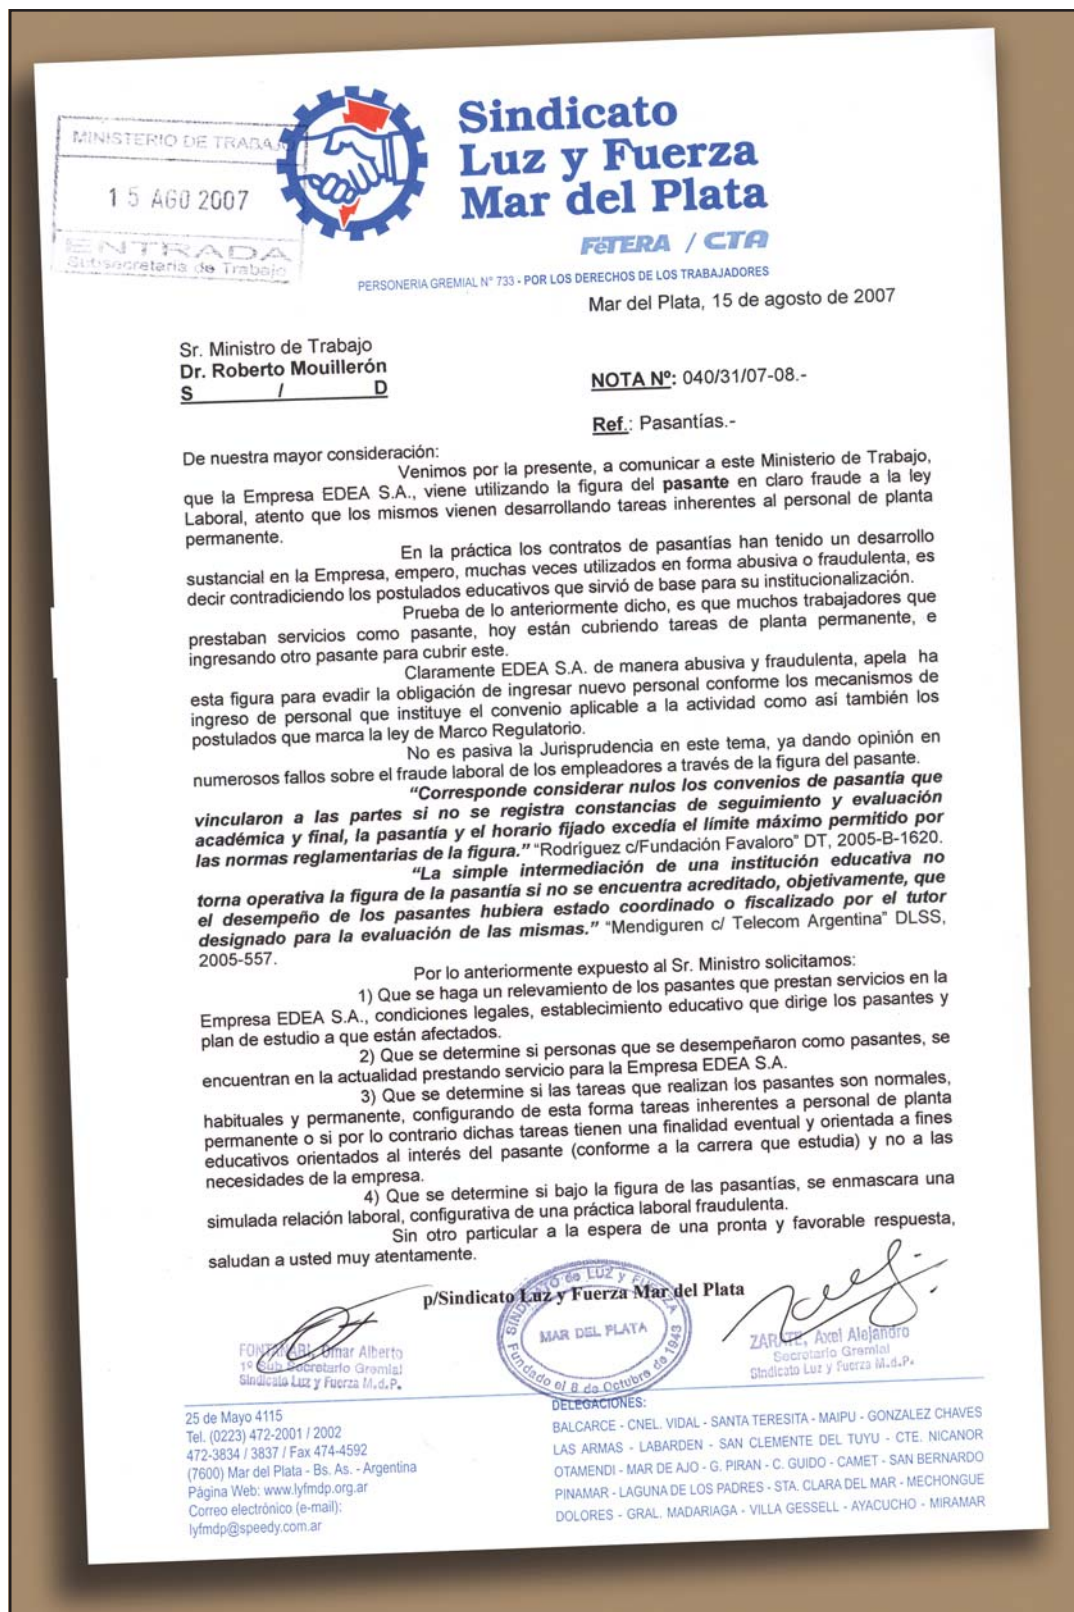 MINISTERIO DE TRABAJO
15 AGO 2007
ENTRADA
Subsecretaria de Trabajo
Sindicato
Luz y Fuerza
Mar del Plata
FeTERA / CTA
PERSONERIA GREMIAL N° 733 - POR LOS DERECHOS DE LOS TRABAJADORES
Mar del Plata, 15 de agosto de 2007
Sr. Ministro de Trabajo
Dr. Roberto Mouillerón
S / D
NOTA Nº: 040/31/07-08.-
Ref.: Pasantías.-
De nuestra mayor consideración:
Venimos por la presente, a comunicar a este Ministerio de Trabajo,
que la Empresa EDEA S.A., viene utilizando la figura del pasante en claro fraude a la ley
Laboral, atento que los mismos vienen desarrollando tareas inherentes al personal de planta
permanente.
En la práctica los contratos de pasantías han tenido un desarrollo
sustancial en la Empresa, empero, muchas veces utilizados en forma abusiva o fraudulenta, es
decir contradiciendo los postulados educativos que sirvió de base para su institucionalización.
Prueba de lo anteriormente dicho, es que muchos trabajadores que
prestaban servicios como pasante, hoy están cubriendo tareas de planta permanente, e
ingresando otro pasante para cubrir este.
Claramente EDEA S.A. de manera abusiva y fraudulenta, apela ha
esta figura para evadir la obligación de ingresar nuevo personal conforme los mecanismos de
ingreso de personal que instituye el convenio aplicable a la actividad como así también los
postulados que marca la ley de Marco Regulatorio.
No es pasiva la Jurisprudencia en este tema, ya dando opinión en
numerosos fallos sobre el fraude laboral de los empleadores a través de la figura del pasante.
“Corresponde considerar nulos los convenios de pasantía que
vincularon a las partes si no se registra constancias de seguimiento y evaluación
académica y final, la pasantía y el horario fijado excedía el límite máximo permitido por
las normas reglamentarias de la figura.” “Rodríguez c/Fundación Favaloro” DT, 2005-B-1620.
“La simple intermediación de una institución educativa no
torna operativa la figura de la pasantía si no se encuentra acreditado, objetivamente, que
el desempeño de los pasantes hubiera estado coordinado o fiscalizado por el tutor
designado para la evaluación de las mismas.” “Mendiguren c/ Telecom Argentina” DLSS,
2005-557.
Por lo anteriormente expuesto al Sr. Ministro solicitamos:
1) Que se haga un relevamiento de los pasantes que prestan servicios en la
Empresa EDEA S.A., condiciones legales, establecimiento educativo que dirige los pasantes y
plan de estudio a que están afectados.
2) Que se determine si personas que se desempeñaron como pasantes, se
encuentran en la actualidad prestando servicio para la Empresa EDEA S.A.
3) Que se determine si las tareas que realizan los pasantes son normales,
habituales y permanente, configurando de esta forma tareas inherentes a personal de planta
permanente o si por lo contrario dichas tareas tienen una finalidad eventual y orientada a fines
educativos orientados al interés del pasante (conforme a la carrera que estudia) y no a las
necesidades de la empresa.
4) Que se determine si bajo la figura de las pasantías, se enmascara una
simulada relación laboral, configurativa de una práctica laboral fraudulenta.
Sin otro particular a la espera de una pronta y favorable respuesta,
saludan a usted muy atentamente.
p/Sindicato Luz y Fuerza Mar del Plata
SINDICATO de LUZ y FUERZA
MAR DEL PLATA
Fundado el 8 de Octubre de 1943
FONTANARI, Omar Alberto
1º Sub Secretario Gremial
Sindicato Luz y Fuerza M.d.P.
ZARATE, Axel Alejandro
Secretario Gremial
Sindicato Luz y Fuerza M.d.P.
25 de Mayo 4115
Tel. (0223) 472-2001 / 2002
472-3834 / 3837 / Fax 474-4592
(7600) Mar del Plata - Bs. As. - Argentina
Página Web: www.lyfmdp.org.ar
Correo electrónico (e-mail):
lyfmdp@speedy.com.ar
DELEGACIONES:
BALCARCE - CNEL. VIDAL - SANTA TERESITA - MAIPU - GONZALEZ CHAVES
LAS ARMAS - LABARDEN - SAN CLEMENTE DEL TUYU - CTE. NICANOR
OTAMENDI - MAR DE AJO - G. PIRAN - C. GUIDO - CAMET - SAN BERNARDO
PINAMAR - LAGUNA DE LOS PADRES - STA. CLARA DEL MAR - MECHONGUE
DOLORES - GRAL. MADARIAGA - VILLA GESSELL - AYACUCHO - MIRAMAR